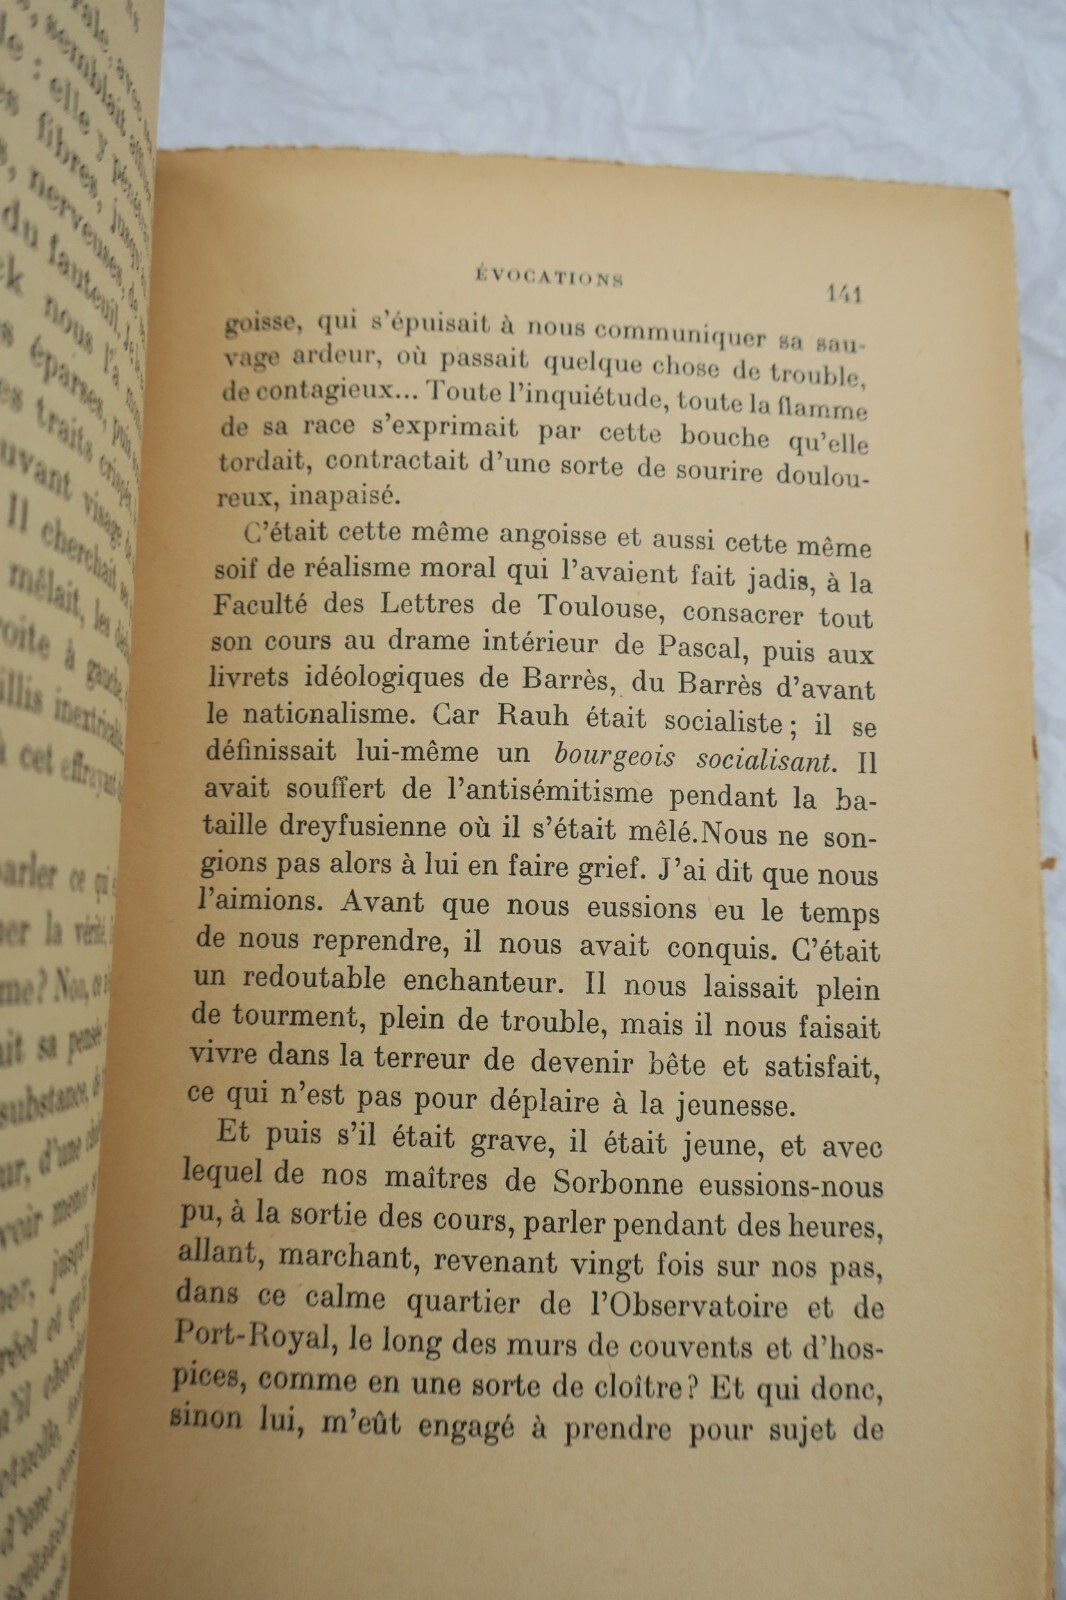 ÉVOCATIONS
141
goisse, qui s'épuisait à nous communiquer sa sau-
vage ardeur, où passait quelque chose de trouble,
de contagieux... Toute l'inquiétude, toute la flamme
de sa race s'exprimait par cette bouche qu'elle
tordait, contractait d'une sorte de sourire doulou-
reux, inapaisé.
C'était cette même angoisse et aussi cette même
soif de réalisme moral qui l'avaient fait jadis, à la
Faculté des Lettres de Toulouse, consacrer tout
son cours au drame intérieur de Pascal, puis aux
livrets idéologiques de Barrès, du Barrès d'avant
le nationalisme. Car Rauh était socialiste ; il se
définissait lui-même un bourgeois socialisant. Il
avait souffert de l'antisémitisme pendant la ba-
taille dreyfusienne où il s'était mêlé.Nous ne son-
gions pas alors à lui en faire grief. J'ai dit que nous
l'aimions. Avant que nous eussions eu le temps
de nous reprendre, il nous avait conquis. C'était
un redoutable enchanteur. Il nous laissait plein
de tourment, plein de trouble, mais il nous faisait
vivre dans la terreur de devenir bête et satisfait,
ce qui n'est pas pour déplaire à la jeunesse.
Et puis s'il était grave, il était jeune, et avec
lequel de nos maîtres de Sorbonne eussions-nous
pu, à la sortie des cours, parler pendant des heures,
allant, marchant, revenant vingt fois sur nos pas,
dans ce calme quartier de l'Observatoire et de
Port-Royal, le long des murs de couvents et d'hos-
pices, comme en une sorte de cloître? Et qui donc,
sinon lui, m'eût engagé à prendre pour sujet de